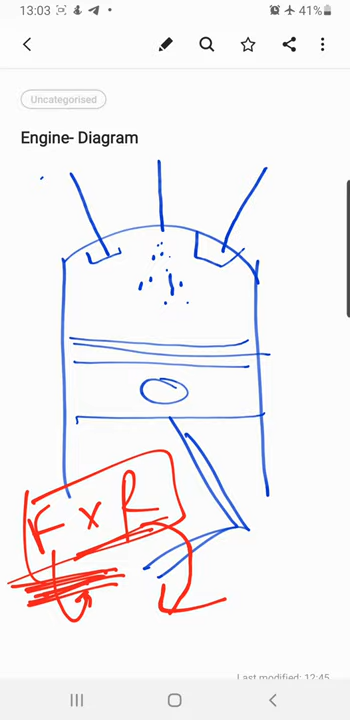 13:03 41%
Uncategorised
Engine- Diagram
F x R
Last modified: 12:45